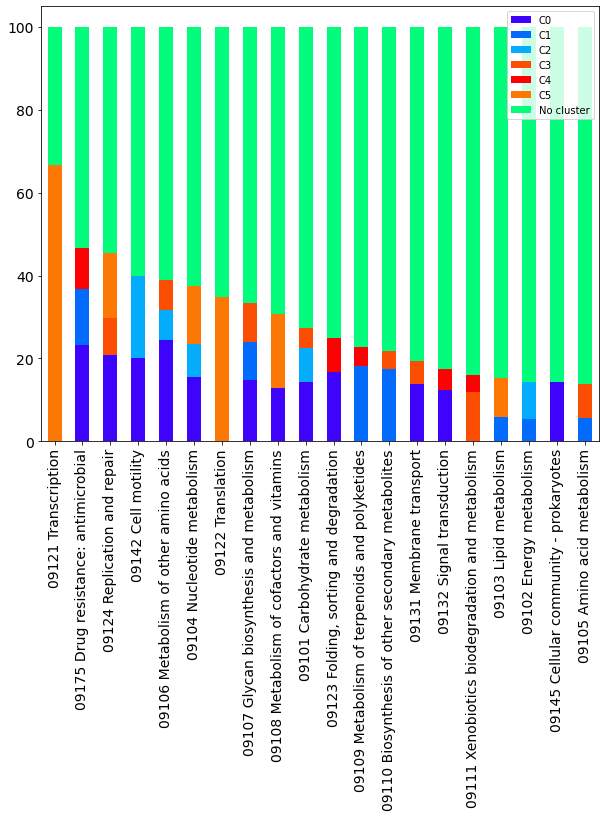 100
80
60
40
20
0
C0
C1
C2
C3
C4
C5
No cluster
09121 Transcription
09175 Drug resistance: antimicrobial
09124 Replication and repair
09142 Cell motility
09106 Metabolism of other amino acids
09104 Nucleotide metabolism
09122 Translation
09107 Glycan biosynthesis and metabolism
09108 Metabolism of cofactors and vitamins
09101 Carbohydrate metabolism
09123 Folding, sorting and degradation
09109 Metabolism of terpenoids and polyketides
09110 Biosynthesis of other secondary metabolites
09131 Membrane transport
09132 Signal transduction
09111 Xenobiotics biodegradation and metabolism
09103 Lipid metabolism
09102 Energy metabolism
09145 Cellular community - prokaryotes
09105 Amino acid metabolism